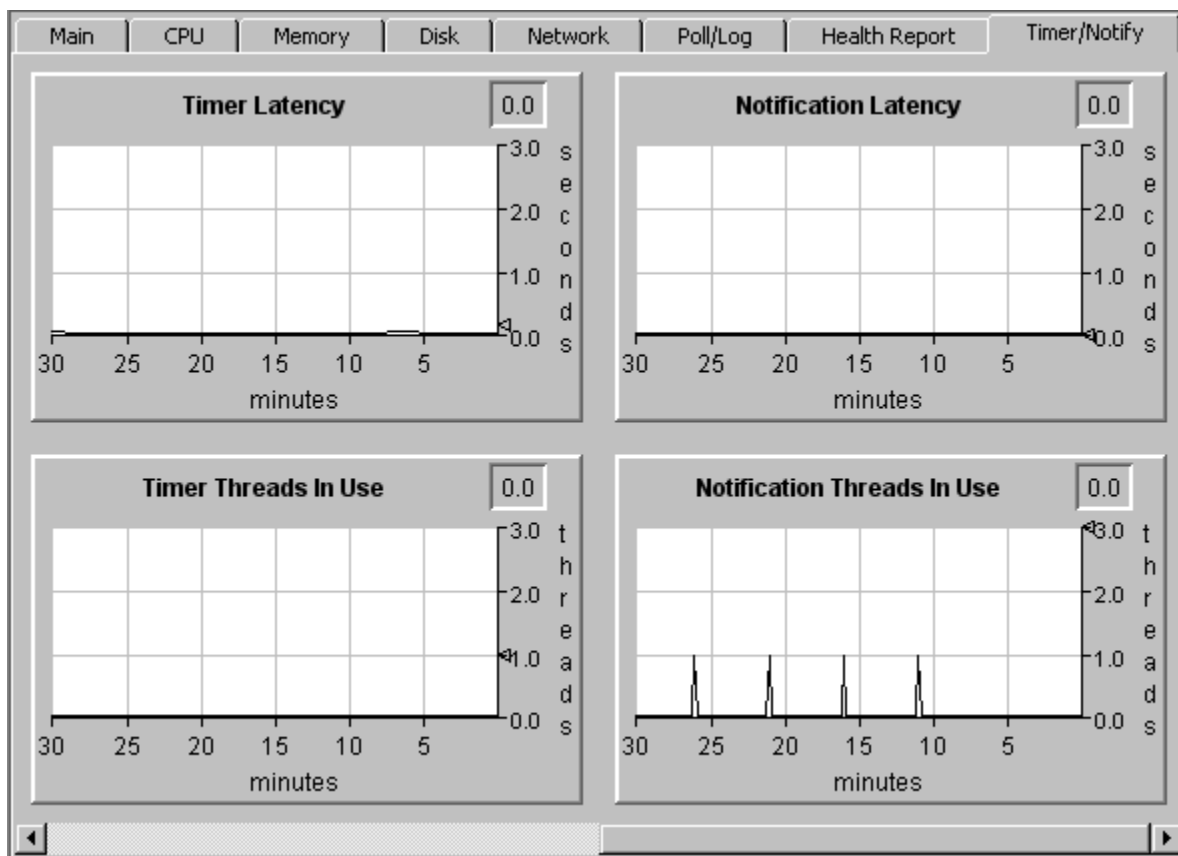 Main CPU Memory Disk Network Poll/Log Health Report Timer/Notify
Timer Latency 0.0
3.0
2.0
1.0
0.0
seconds
30 25 20 15 10 5
minutes
Notification Latency 0.0
3.0
2.0
1.0
0.0
seconds
30 25 20 15 10 5
minutes
Timer Threads In Use 0.0
3.0
2.0
1.0
0.0
threads
30 25 20 15 10 5
minutes
Notification Threads In Use 0.0
3.0
2.0
1.0
0.0
threads
30 25 20 15 10 5
minutes